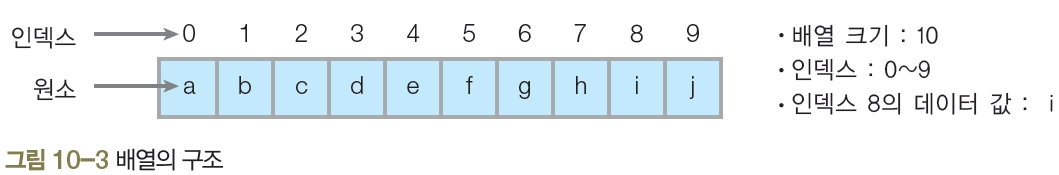 인덱스 0 1 2 3 4 5 6 7 8 9
원소 a b c d e f g h i j
• 배열 크기 : 10
• 인덱스 : 0~9
• 인덱스 8의 데이터 값 : i
그림 10-3 배열의 구조